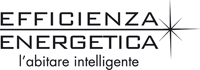 EFFICIENZA
ENERGETICA
l'abitare intelligente